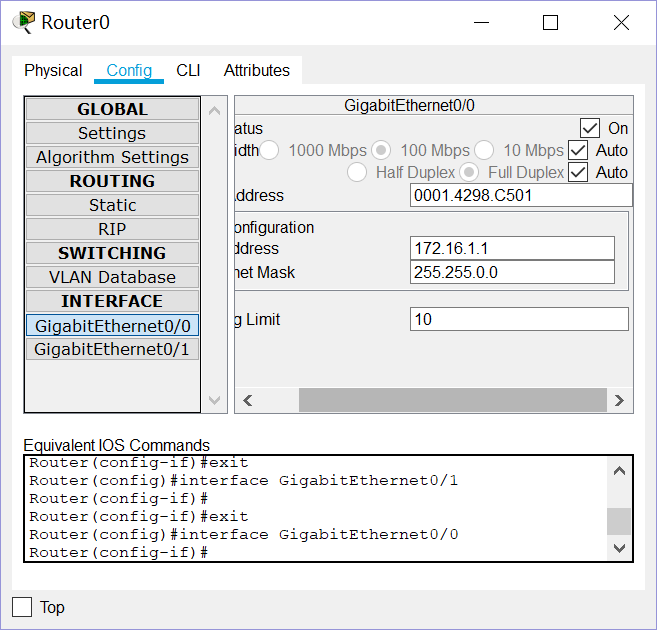 Router0
Physical Config CLI Attributes
GLOBAL
Settings
Algorithm Settings
ROUTING
Static
RIP
SWITCHING
VLAN Database
INTERFACE
GigabitEthernet0/0
GigabitEthernet0/1
GigabitEthernet0/0
atus On
idth 1000 Mbps 100 Mbps 10 Mbps Auto
Half Duplex Full Duplex Auto
ddress 0001.4298.C501
onfiguration
ddress 172.16.1.1
net Mask 255.255.0.0
g Limit 10
Equivalent IOS Commands
Router(config-if)#exit
Router(config)#interface GigabitEthernet0/1
Router(config-if)#
Router(config-if)#exit
Router(config)#interface GigabitEthernet0/0
Router(config-if)#
Top